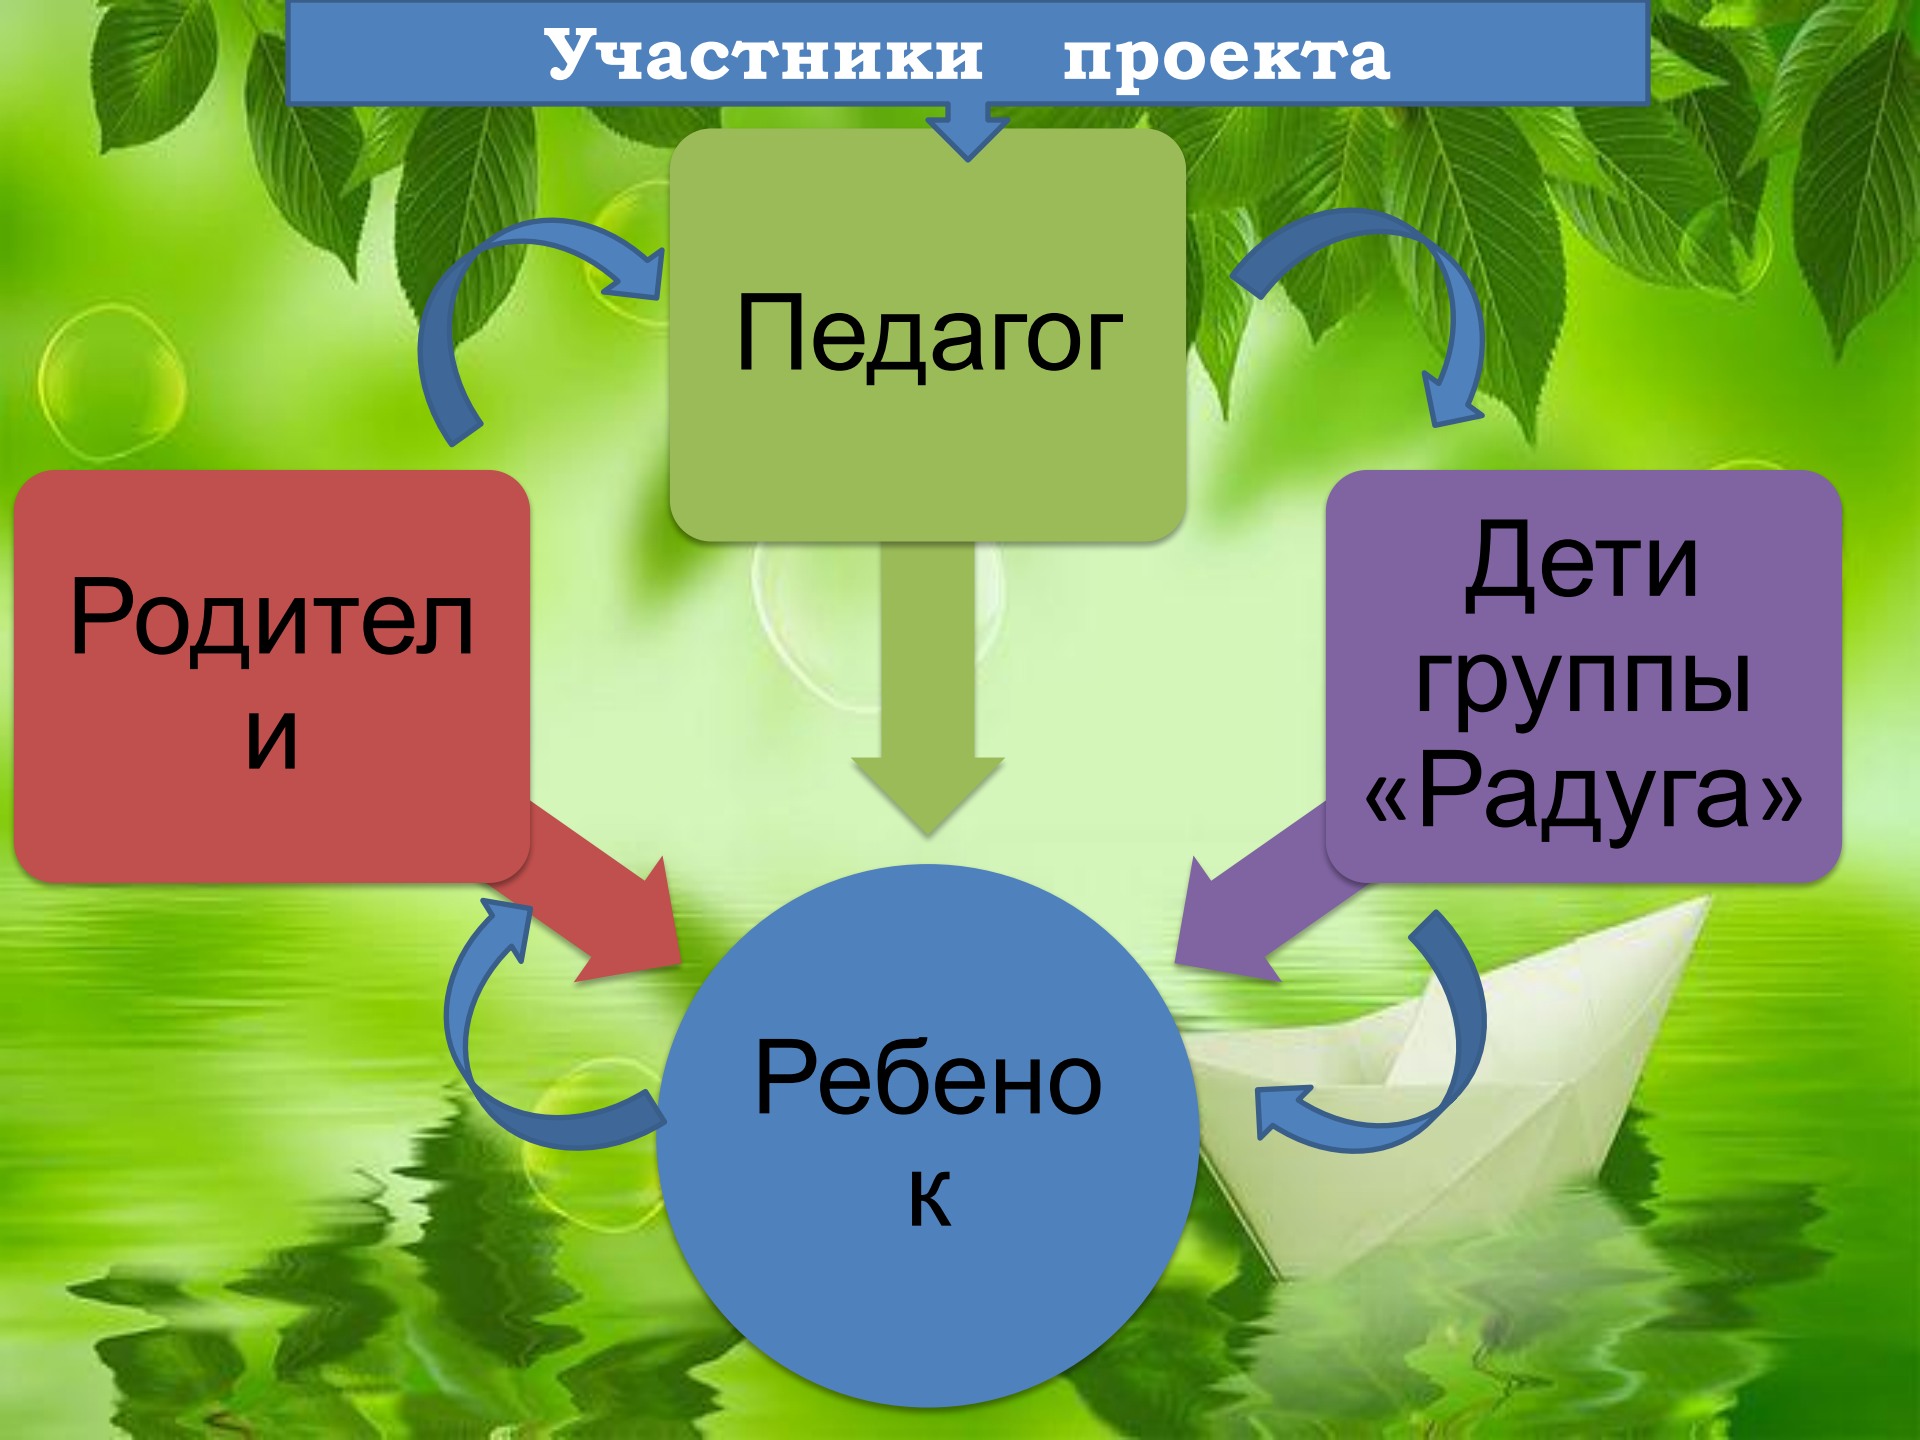 Участники проекта
Педагог
Родител
и
Дети
группы
«Радуга»
Ребено
к